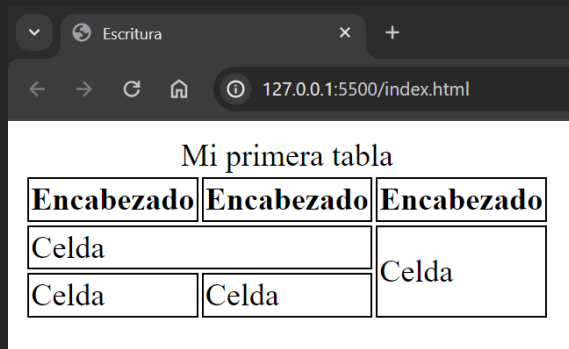 Escritura
127.0.0.1:5500/index.html
Mi primera tabla
Encabezado Encabezado Encabezado
Celda
Celda
Celda Celda